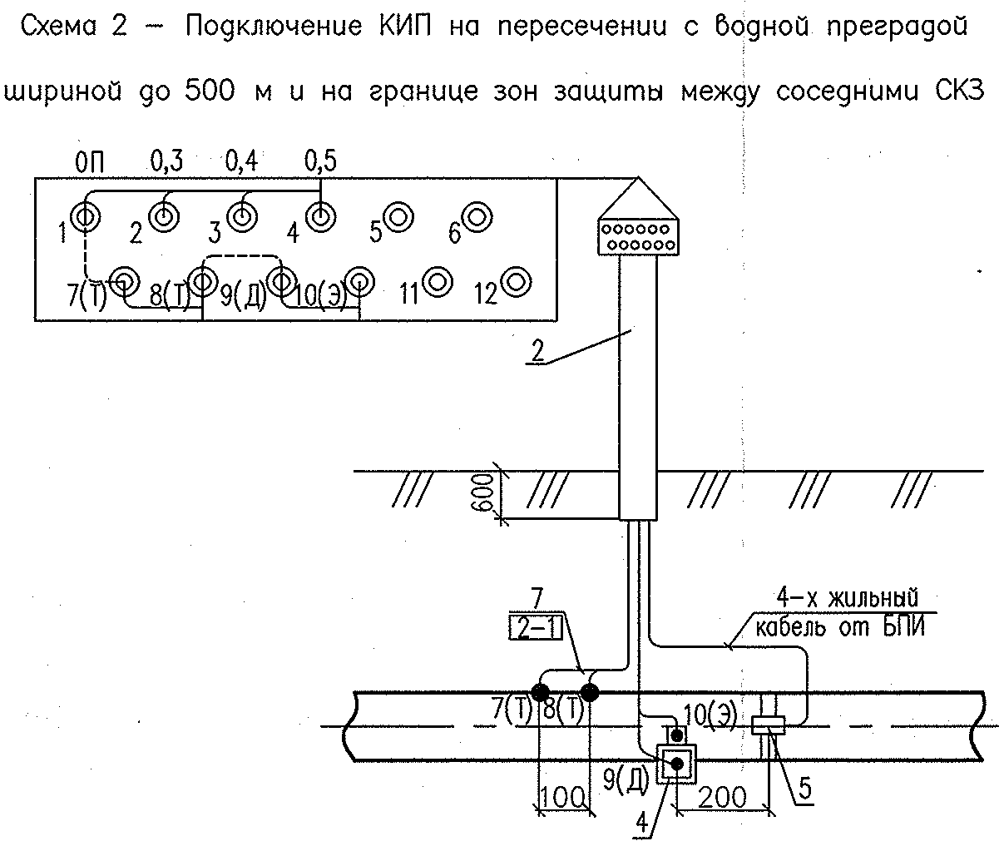 Схема 2 – Подключение КИП на пересечении с водной преградой
шириной до 500 м и на границе зон защиты между соседними СКЗ
0П 0,3 0,4 0,5
1 2 3 4 5 6
7(Т) 8(Т) 9(Д) 10(Э) 11 12
2
600
7
2-1
4-х жильный
кабель от БПИ
7(Т) 8(Т) 10(Э)
9(Д)
100 200 5
4